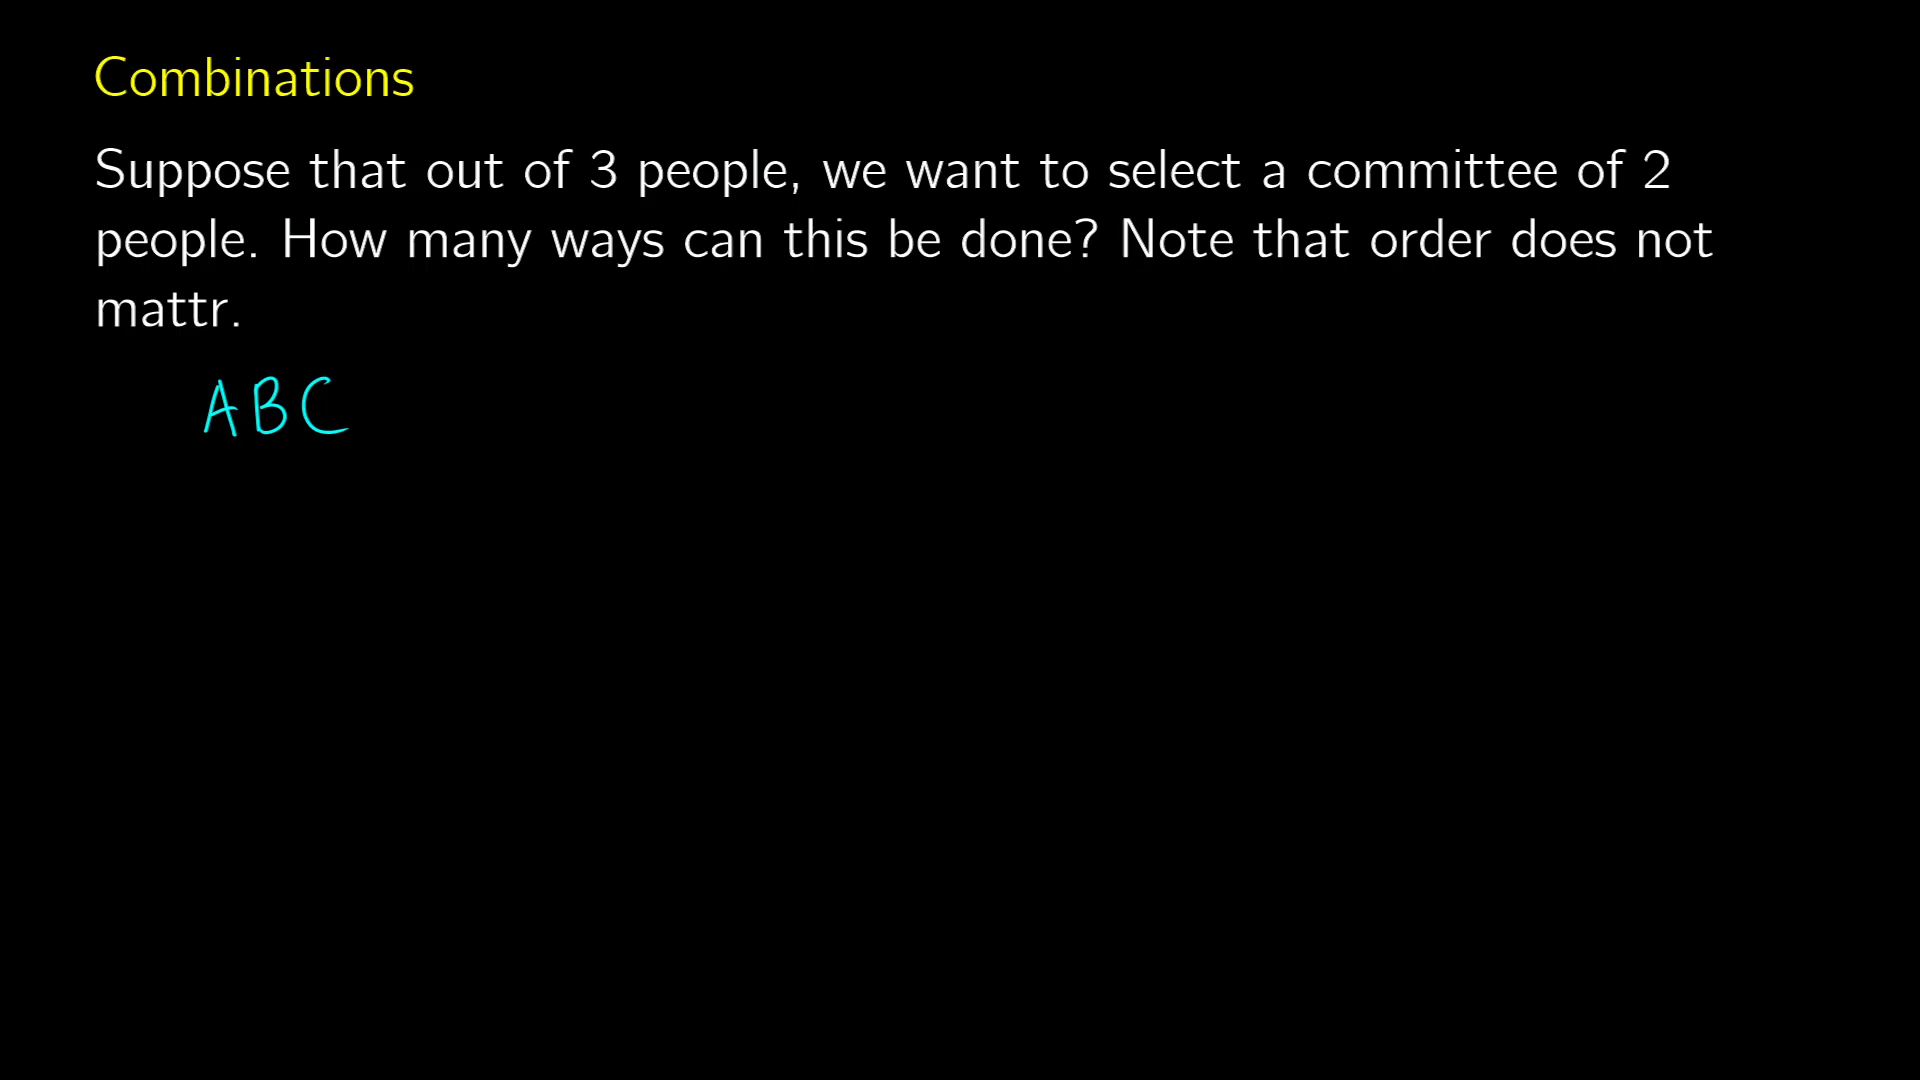 Combinations
Suppose that out of 3 people, we want to select a committee of 2
people. How many ways can this be done? Note that order does not
mattr.
ABC